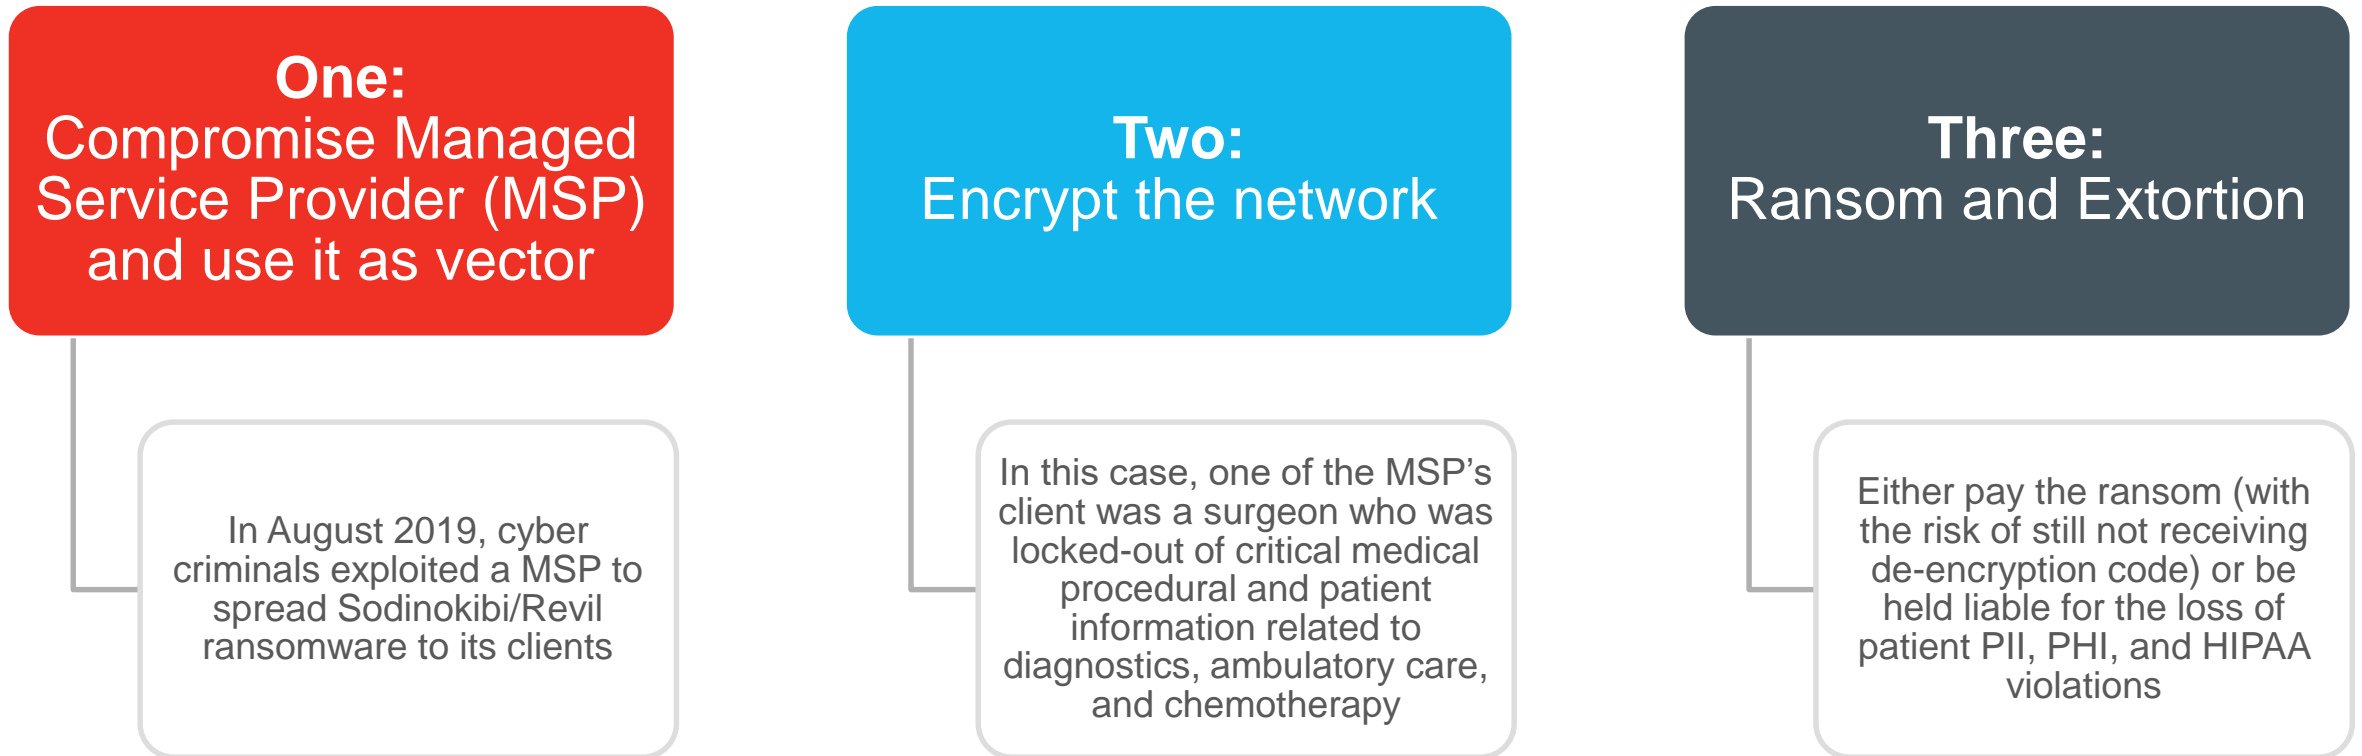 One:
Compromise Managed
Service Provider (MSP)
and use it as vector
In August 2019, cyber
criminals exploited a MSP to
spread Sodinokibi/Revil
ransomware to its clients
Two:
Encrypt the network
In this case, one of the MSP’s
client was a surgeon who was
locked-out of critical medical
procedural and patient
information related to
diagnostics, ambulatory care,
and chemotherapy
Three:
Ransom and Extortion
Either pay the ransom (with
the risk of still not receiving
de-encryption code) or be
held liable for the loss of
patient PII, PHI, and HIPAA
violations